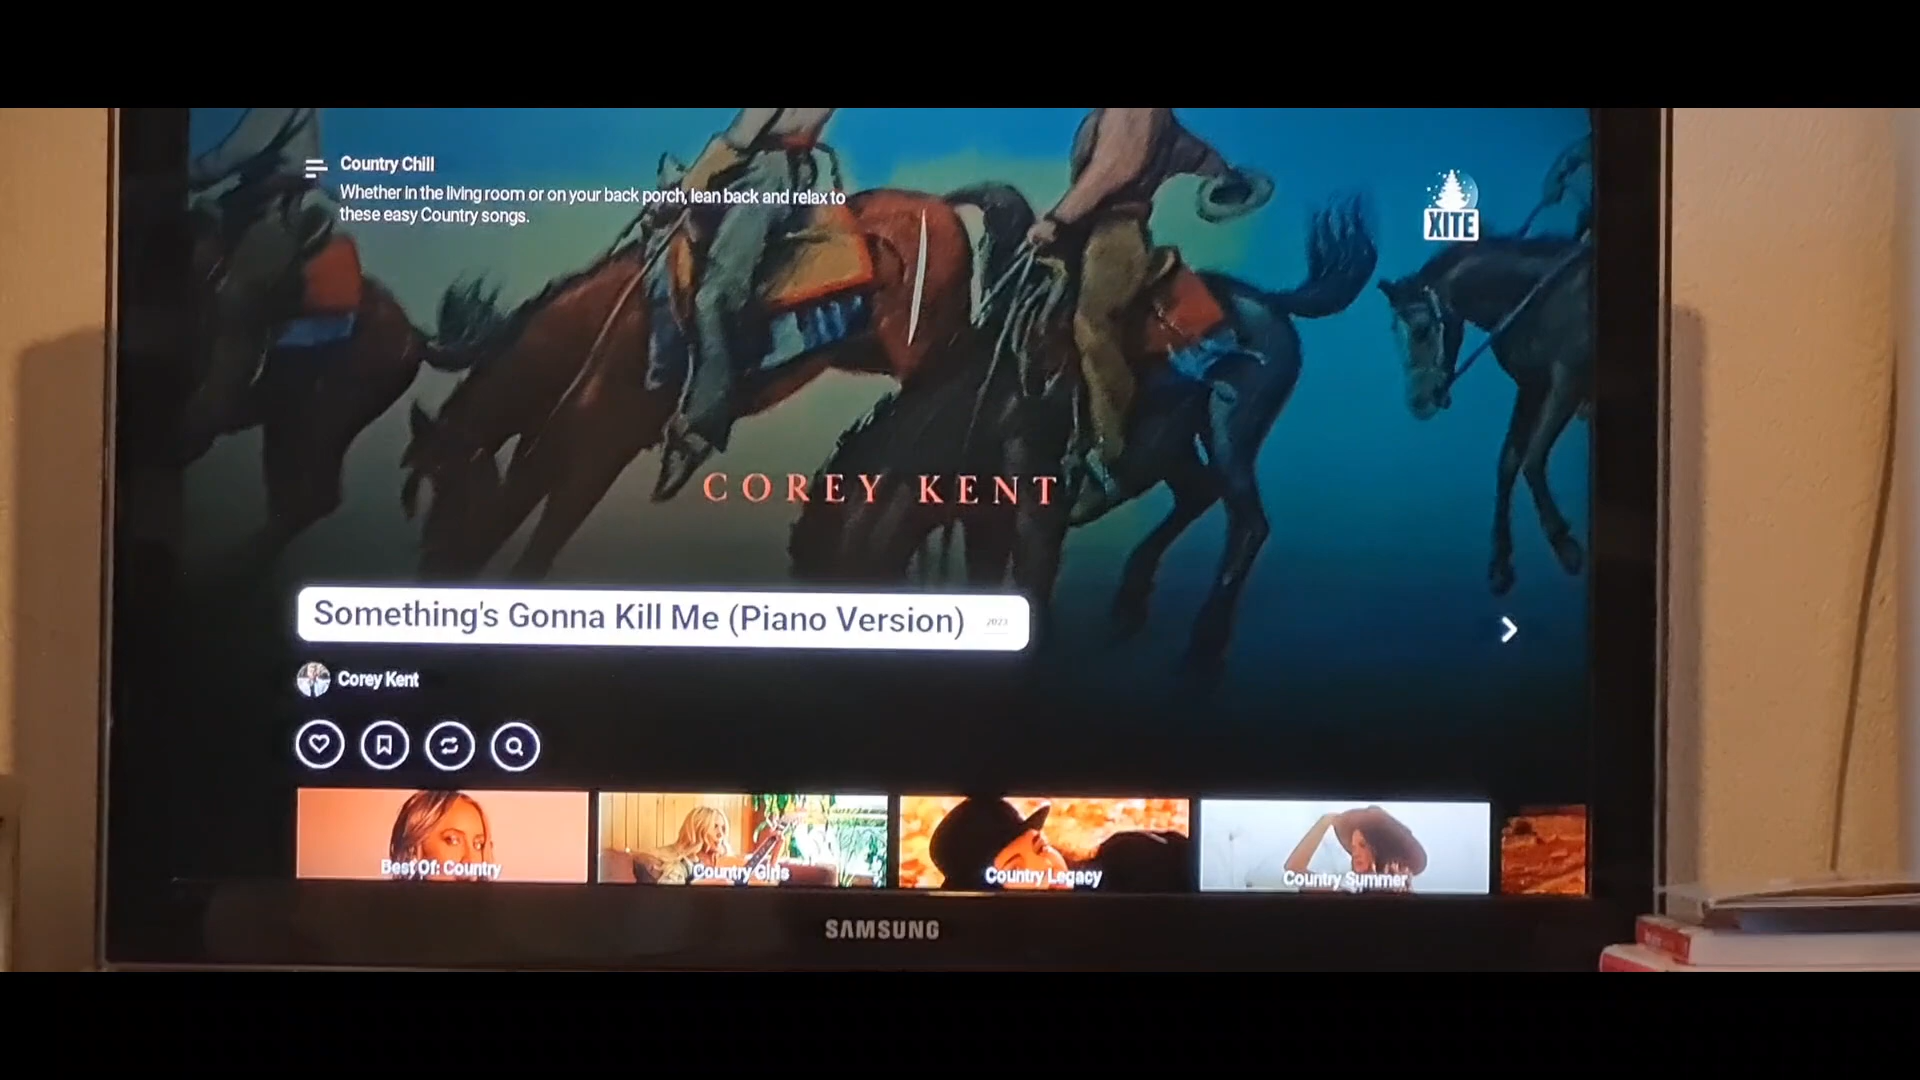 Country Chill
Whether in the living room or on your back porch, lean back and relax to
these easy Country songs.
XITE
COREY KENT
Something's Gonna Kill Me (Piano Version) 2023
Corey Kent
Best Of: Country
Country Girls
Country Legacy
Country Summer
SAMSUNG